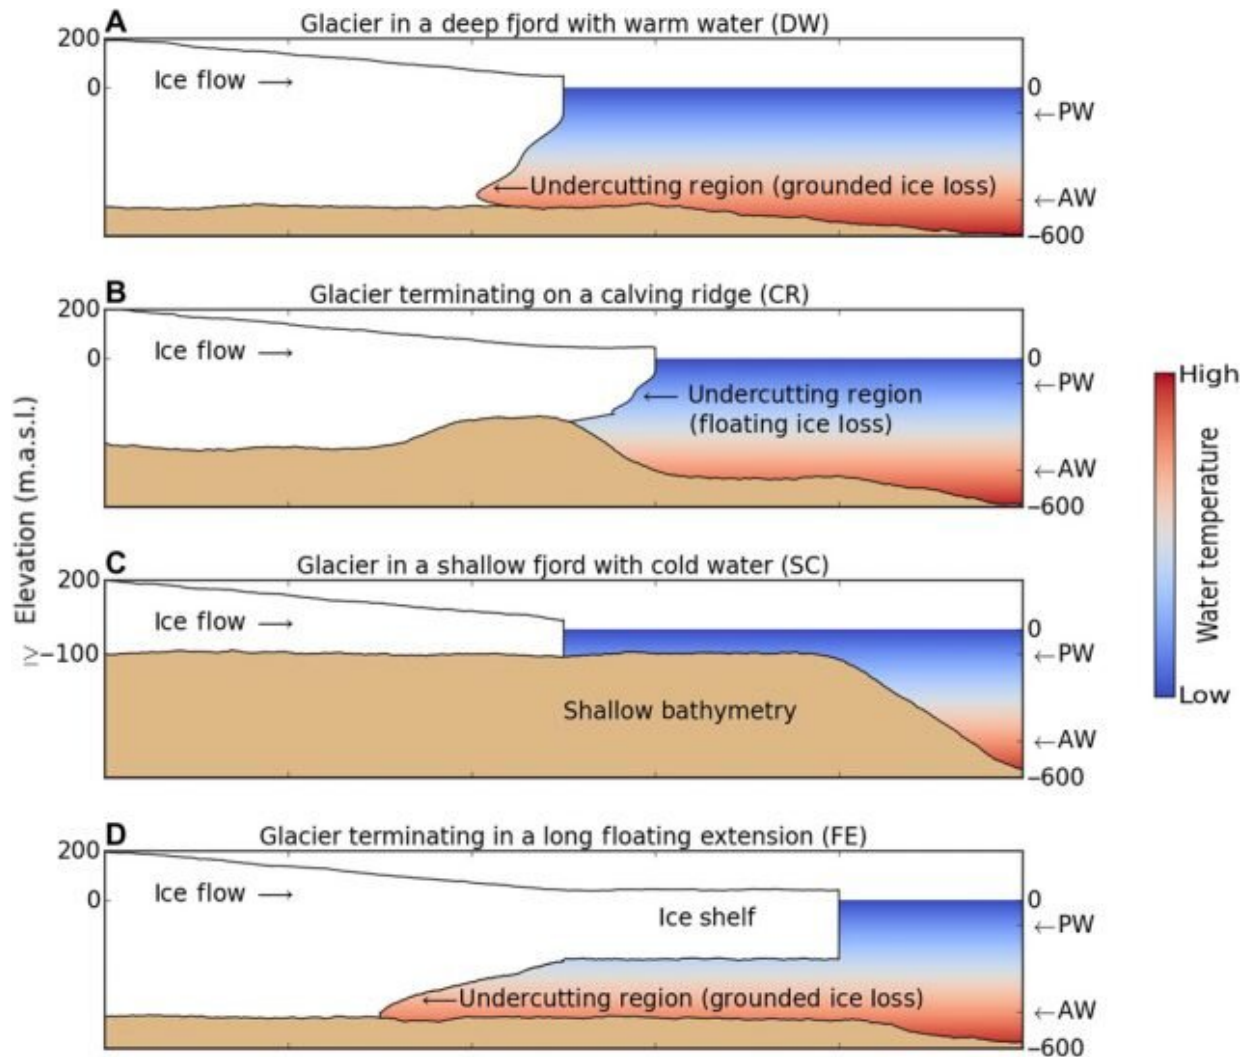 A
Glacier in a deep fjord with warm water (DW)
200
0
Ice flow →
0
←PW
←Undercutting region (grounded ice loss)
←AW
−600
B
Glacier terminating on a calving ridge (CR)
200
0
Ice flow →
0
←PW
← Undercutting region
(floating ice loss)
←AW
−600
C
Glacier in a shallow fjord with cold water (SC)
200
Ice flow →
0
≥−100
←PW
Shallow bathymetry
←AW
−600
D
Glacier terminating in a long floating extension (FE)
200
0
Ice flow →
Ice shelf
0
←PW
←Undercutting region (grounded ice loss)
←AW
−600
Elevation (m.a.s.l.)
High
Water temperature
Low